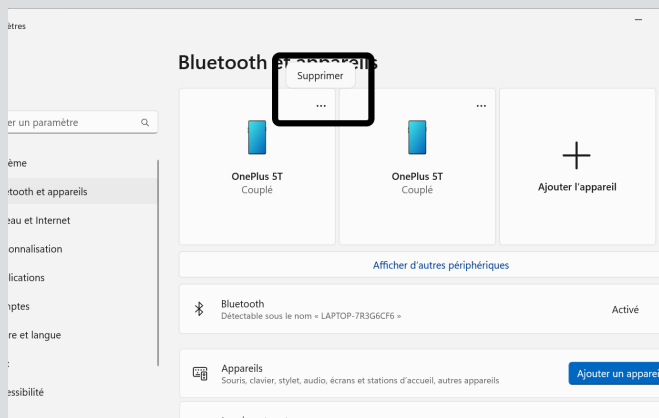 ètres
Bluetooth et appareils
Supprimer
er un paramètre
ème
etooth et appareils
eau et Internet
onnalisation
lications
nptes
re et langue
essibilité
...
...
OnePlus 5T
Couplé
OnePlus 5T
Couplé
Ajouter l'appareil
Afficher d'autres périphériques
Bluetooth
Détectable sous le nom « LAPTOP-7R3G6CF6 »
Activé
Appareils
Souris, clavier, stylet, audio, écrans et stations d'accueil, autres appareils
Ajouter un appareil